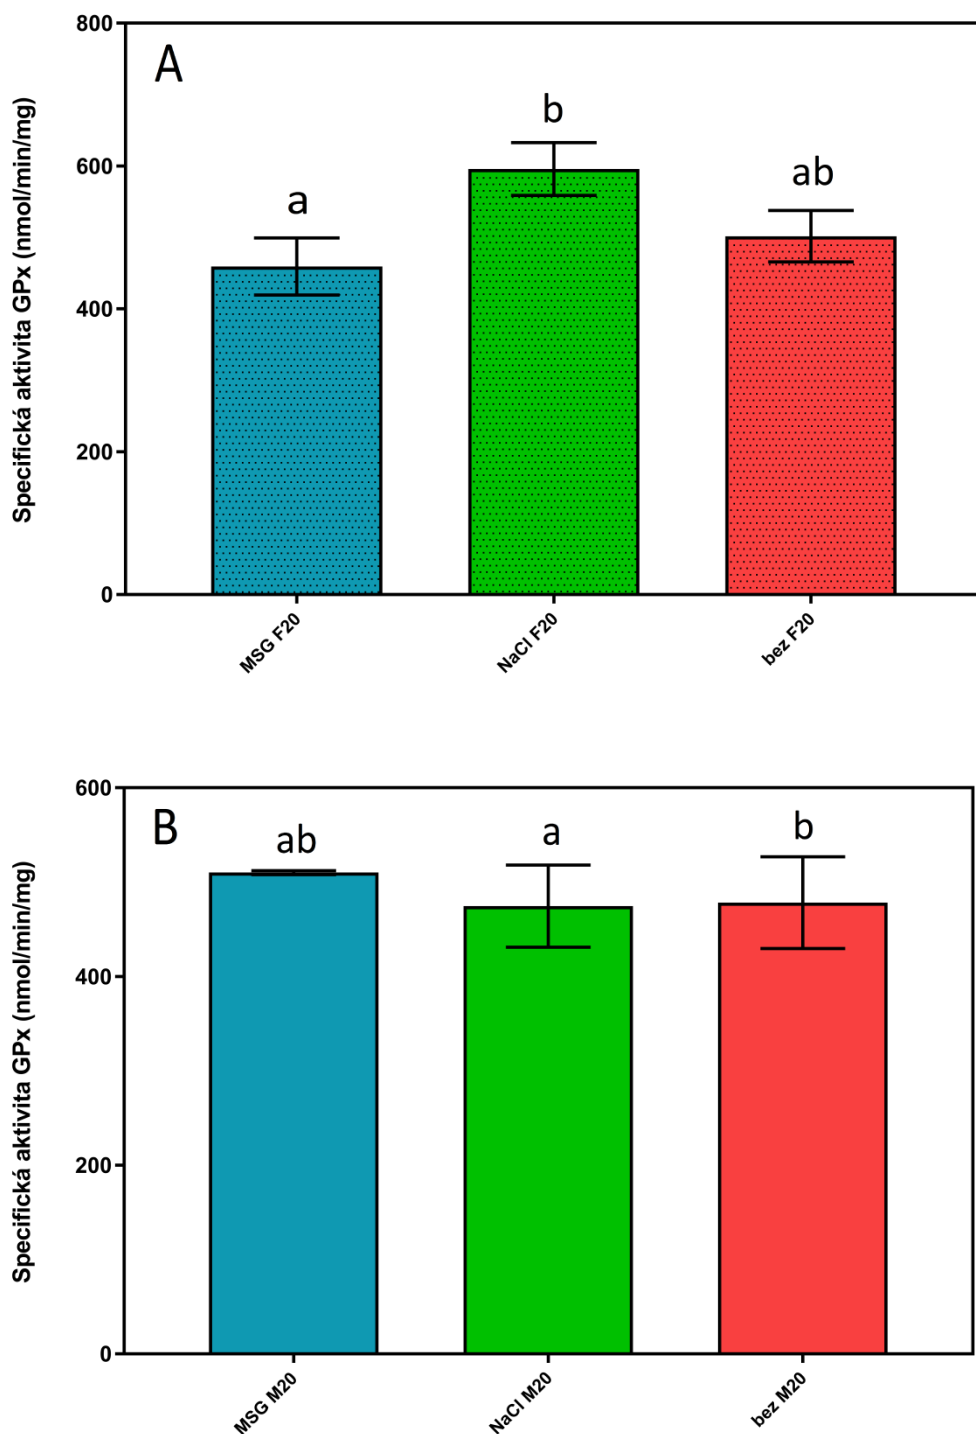 A
Specifická aktivita GPx (nmol/min/mg)
800
600
400
200
0
a
b
ab
MSG F20
NaCl F20
bez F20
B
Specifická aktivita GPx (nmol/min/mg)
600
400
200
0
ab
a
b
MSG M20
NaCl M20
bez M20